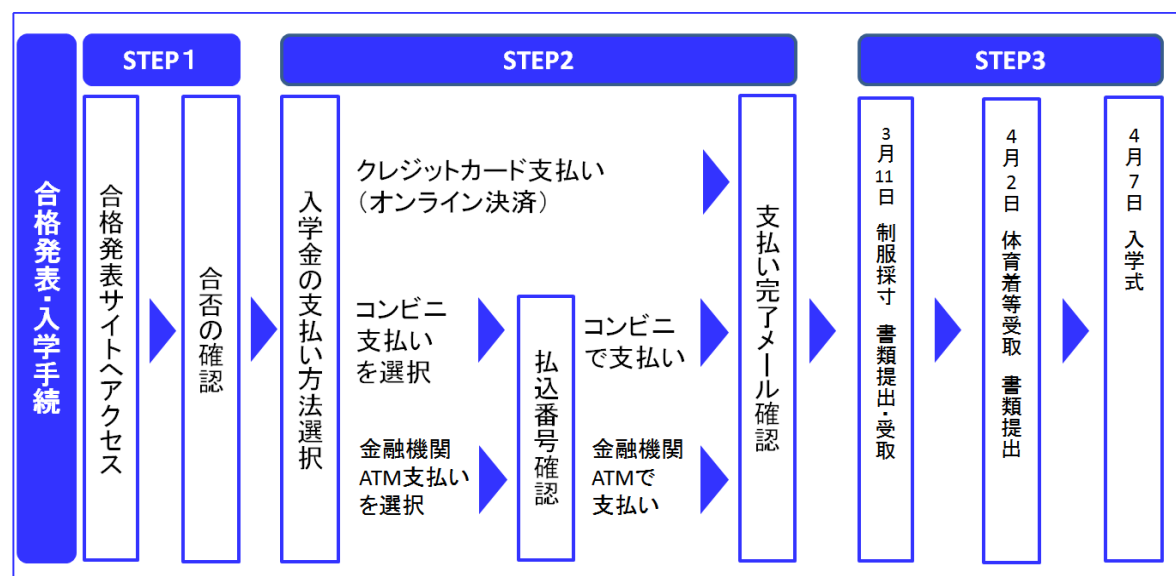 合格発表・入学手続
STEP１
合格発表サイトへアクセス
合否の確認
STEP2
入学金の支払い方法選択
クレジットカード支払い
（オンライン決済）
コンビニ
支払い
を選択
金融機関
ATM支払い
を選択
払込番号確認
コンビニ
で支払い
金融機関
ATMで
支払い
支払い完了メール確認
STEP3
3月11日 制服採寸 書類提出・受取
4月2日 体育着等受取 書類提出
4月7日 入学式